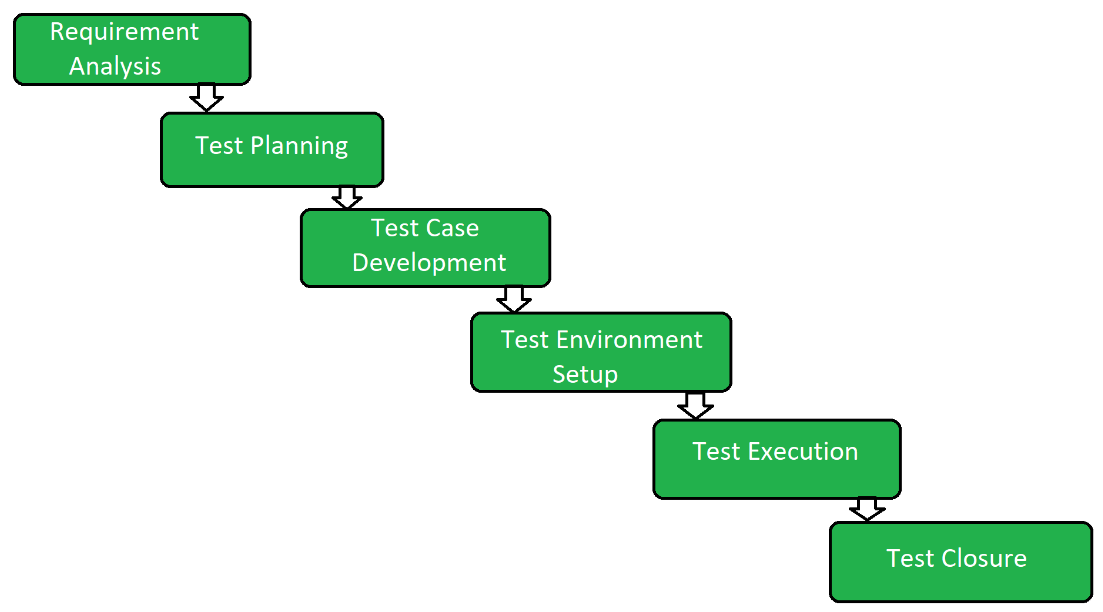 Requirement
Analysis
Test Planning
Test Case
Development
Test Environment
Setup
Test Execution
Test Closure